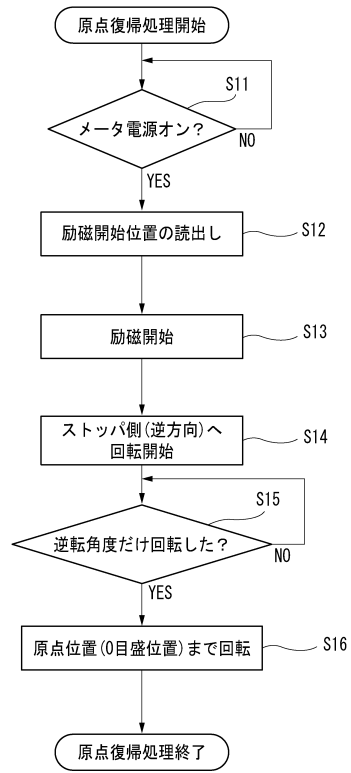 原点復帰処理開始
S11
メータ電源オン？
NO
YES
励磁開始位置の読出し
S12
励磁開始
S13
ストッパ側(逆方向)へ
回転開始
S14
S15
逆転角度だけ回転した？
NO
YES
原点位置(0目盛位置)まで回転
S16
原点復帰処理終了